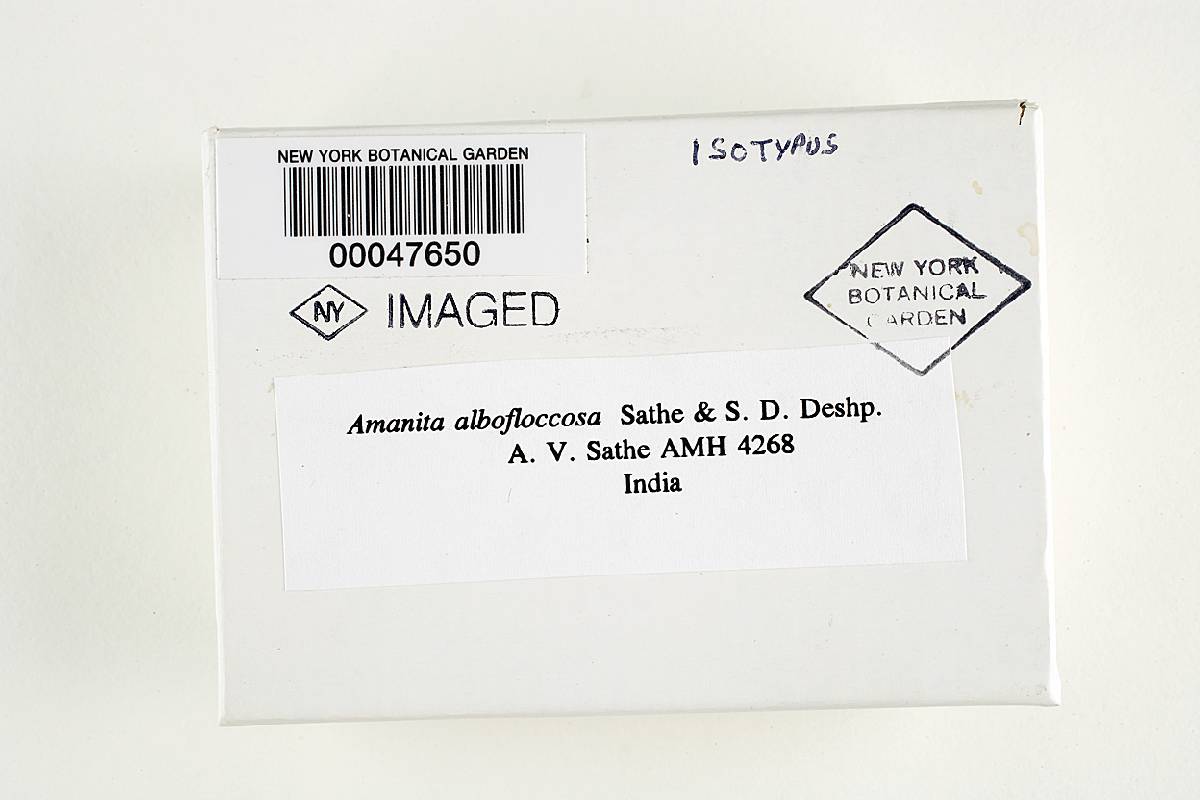 NEW YORK BOTANICAL GARDEN
00047650
ISOTYPUS
NY IMAGED
NEW YORK
BOTANICAL
GARDEN
Amanita albofloccosa Sathe & S. D. Deshp.
A. V. Sathe AMH 4268
India